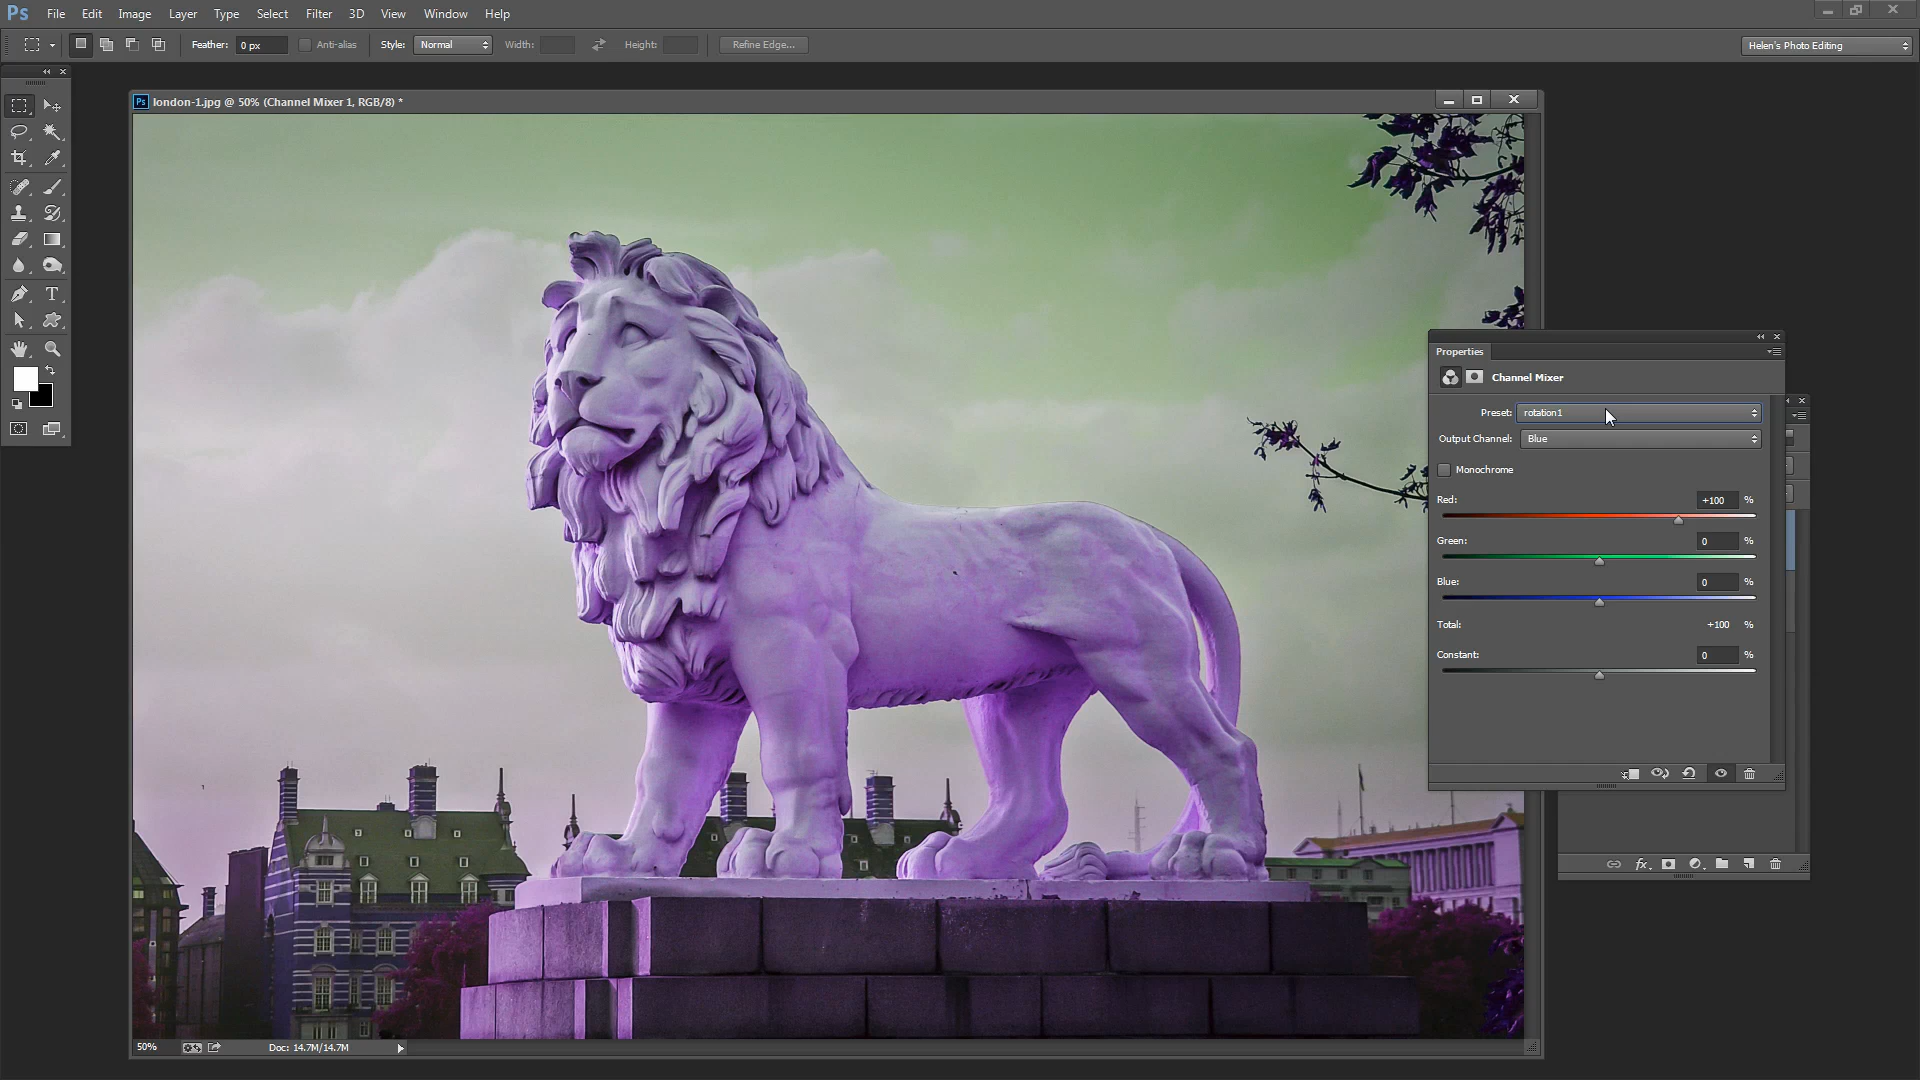 Ps File Edit Image Layer Type Select Filter 3D View Window Help
Feather: 0 px Anti-alias Style: Normal Width: Height: Refine Edge... Helen's Photo Editing
Ps london-1.jpg @ 50% (Channel Mixer 1, RGB/8) *
Properties
Channel Mixer
Preset: rotation1
Output Channel: Blue
Monochrome
Red: +100 %
Green: 0 %
Blue: 0 %
Total: +100 %
Constant: 0 %
fx
50% Doc: 14.7M/14.7M